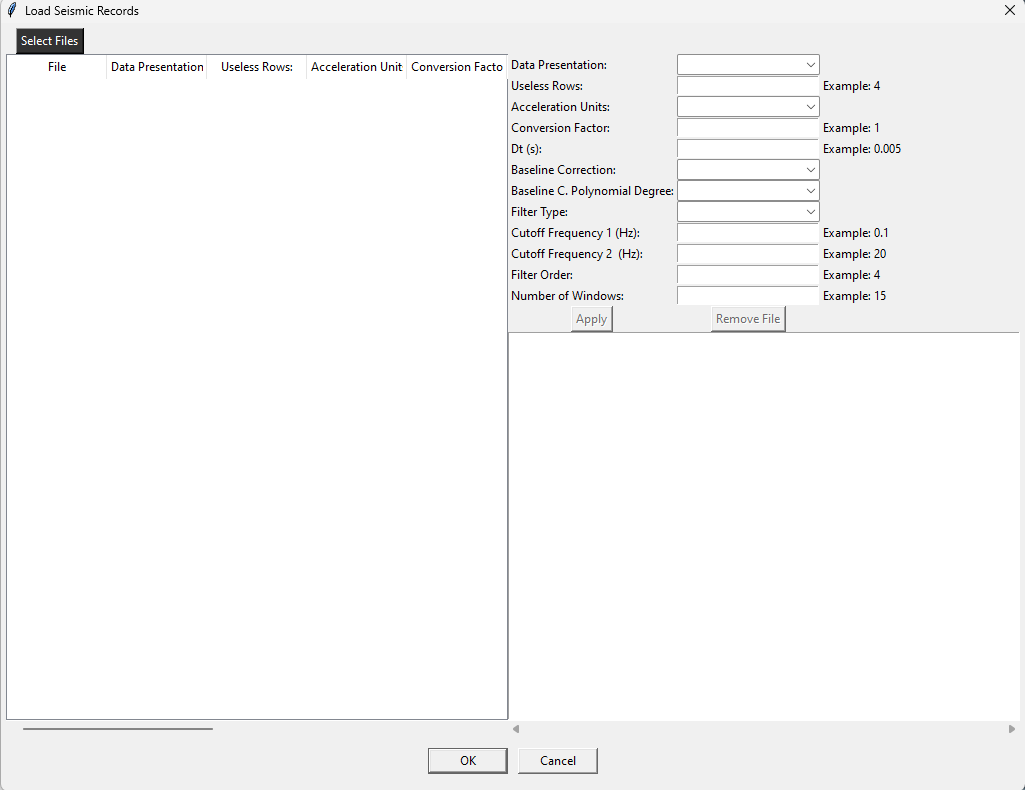 Load Seismic Records
Select Files
File Data Presentation Useless Rows: Acceleration Unit Conversion Facto
Data Presentation:
Useless Rows: Example: 4
Acceleration Units:
Conversion Factor: Example: 1
Dt (s): Example: 0.005
Baseline Correction:
Baseline C. Polynomial Degree:
Filter Type:
Cutoff Frequency 1 (Hz): Example: 0.1
Cutoff Frequency 2  (Hz): Example: 20
Filter Order: Example: 4
Number of Windows: Example: 15
Apply Remove File
OK Cancel